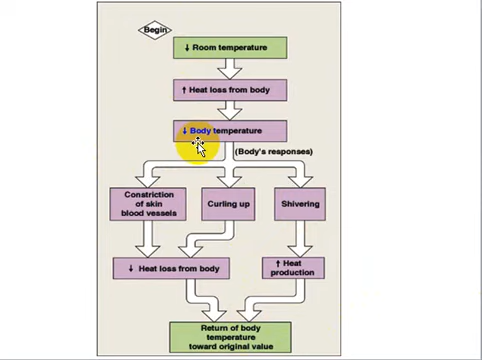 Begin
↓ Room temperature
↑ Heat loss from body
↓ Body temperature
(Body's responses)
Constriction
of skin
blood vessels
Curling up
Shivering
↓ Heat loss from body
↑ Heat
production
Return of body
temperature
toward original value